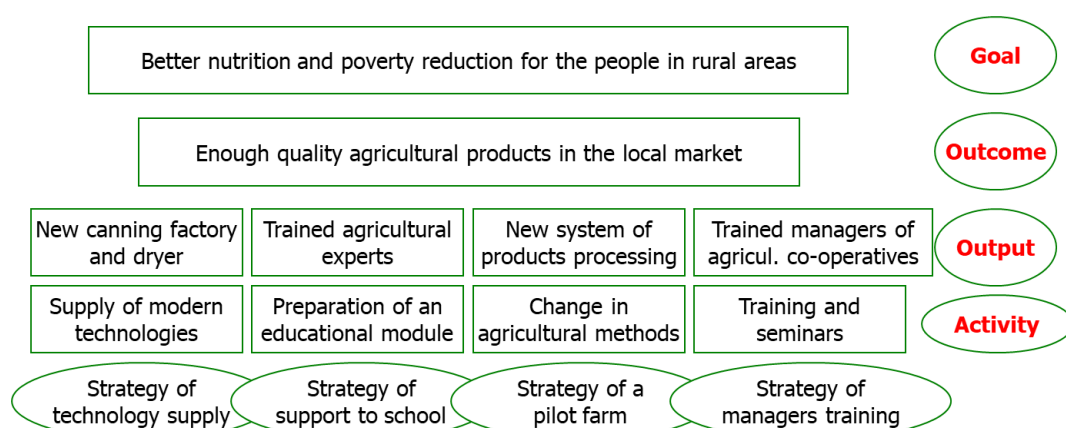 Better nutrition and poverty reduction for the people in rural areas
Goal
Enough quality agricultural products in the local market
Outcome
New canning factory
and dryer
Trained agricultural
experts
New system of
products processing
Trained managers of
agricul. co-operatives
Output
Supply of modern
technologies
Preparation of an
educational module
Change in
agricultural methods
Training and
seminars
Activity
Strategy of
technology supply
Strategy of
support to school
Strategy of a
pilot farm
Strategy of
managers training